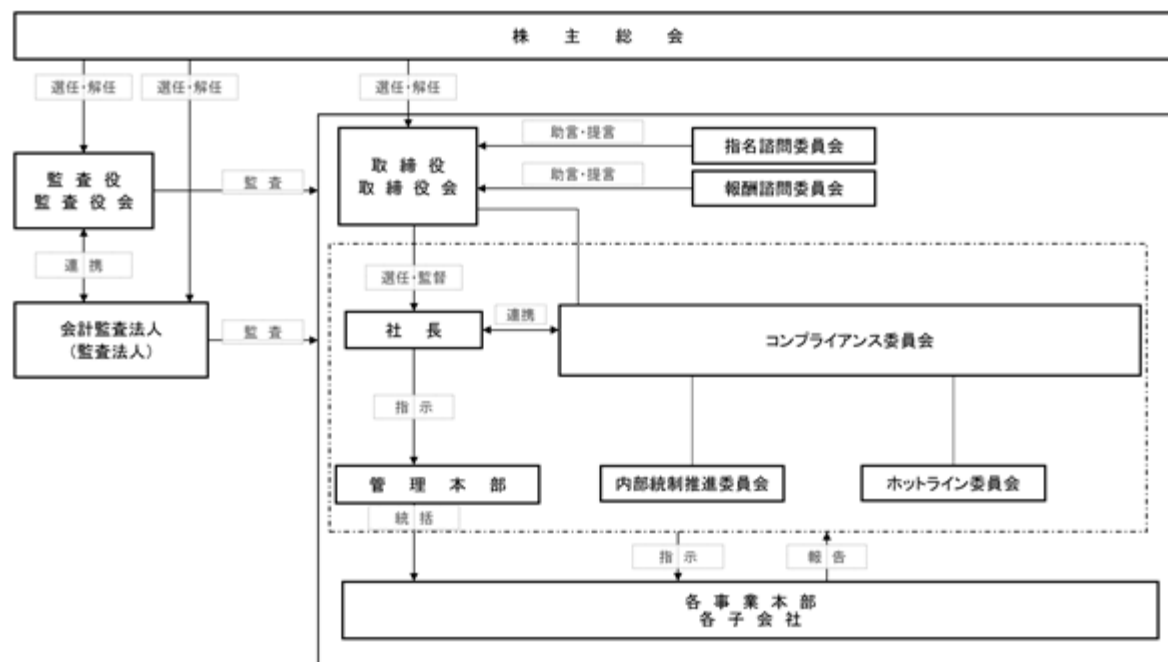 株主総会
選任・解任
選任・解任
選任・解任
取締役
取締役会
助言・提言
指名諮問委員会
助言・提言
報酬諮問委員会
監査役
監査役会
監査
連携
選任・監督
会計監査法人
(監査法人)
監査
社長
連携
コンプライアンス委員会
指示
管理本部
内部統制推進委員会
ホットライン委員会
統括
指示
報告
各事業本部
各子会社